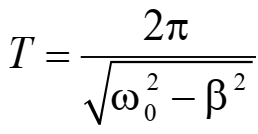 T = 2π / √(ω₀² − β²)